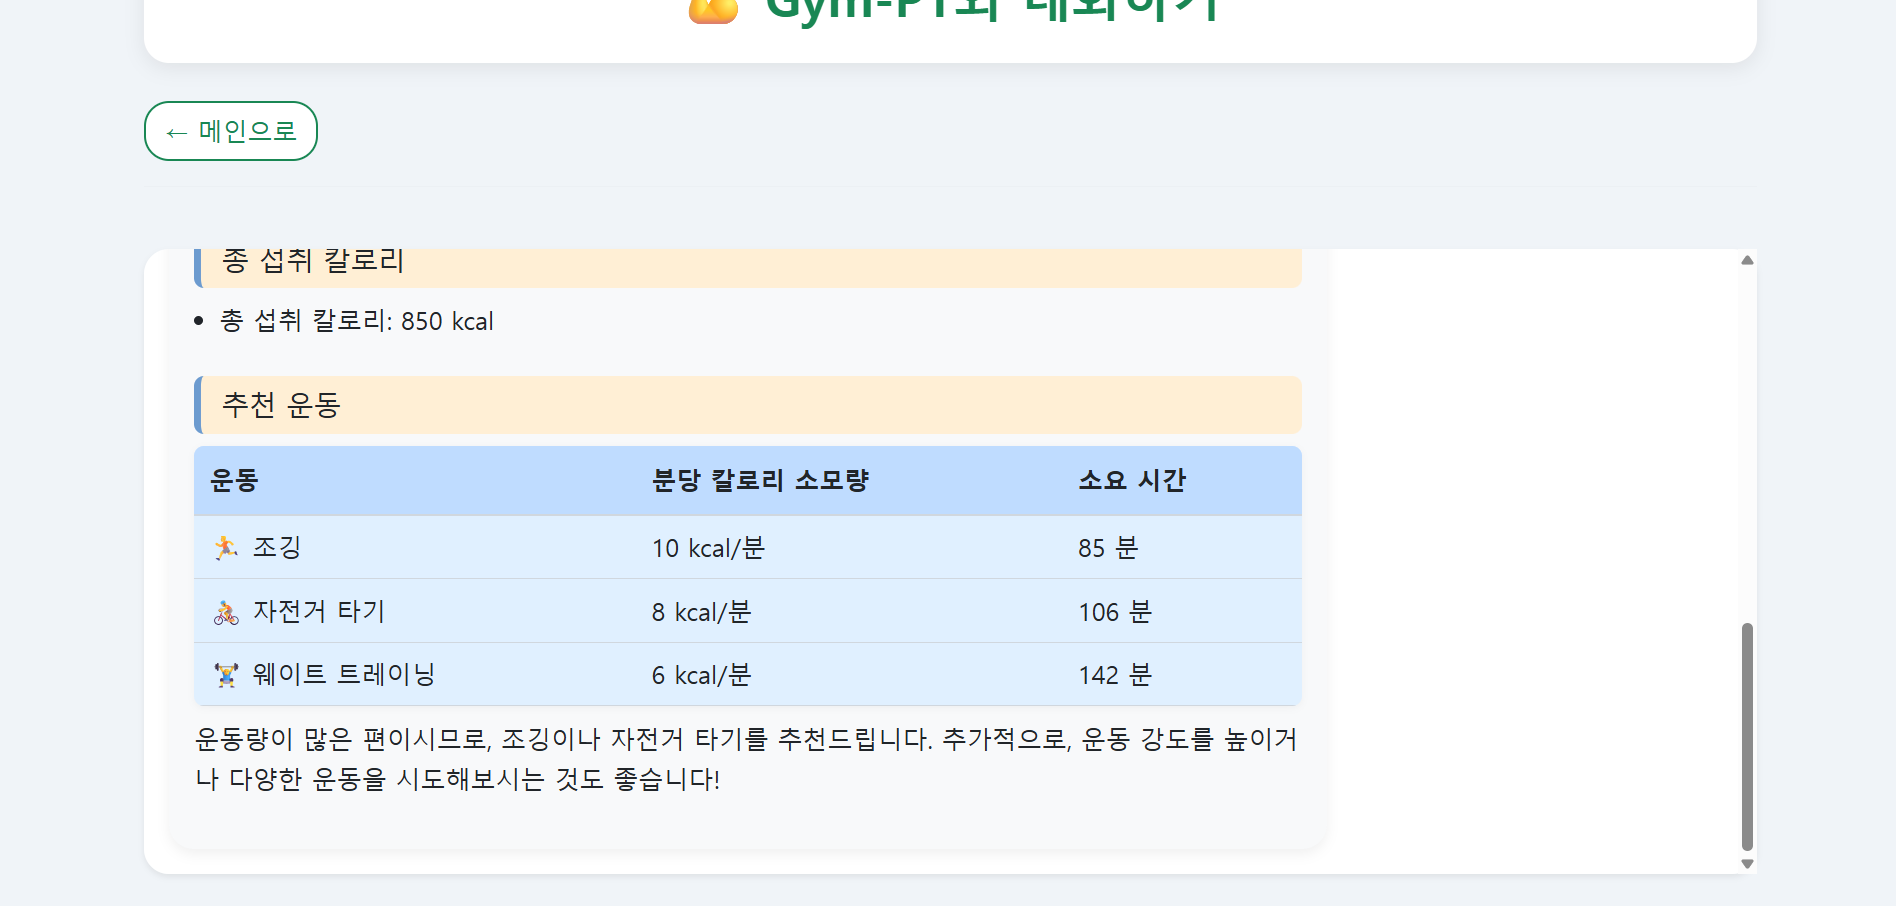 Gym-PT와 대화하기
← 메인으로
총 섭취 칼로리
• 총 섭취 칼로리: 850 kcal
추천 운동
운동 분당 칼로리 소모량 소요 시간
🏃 조깅 10 kcal/분 85 분
🚴 자전거 타기 8 kcal/분 106 분
🏋️ 웨이트 트레이닝 6 kcal/분 142 분
운동량이 많은 편이시므로, 조깅이나 자전거 타기를 추천드립니다. 추가적으로, 운동 강도를 높이거
나 다양한 운동을 시도해보시는 것도 좋습니다!